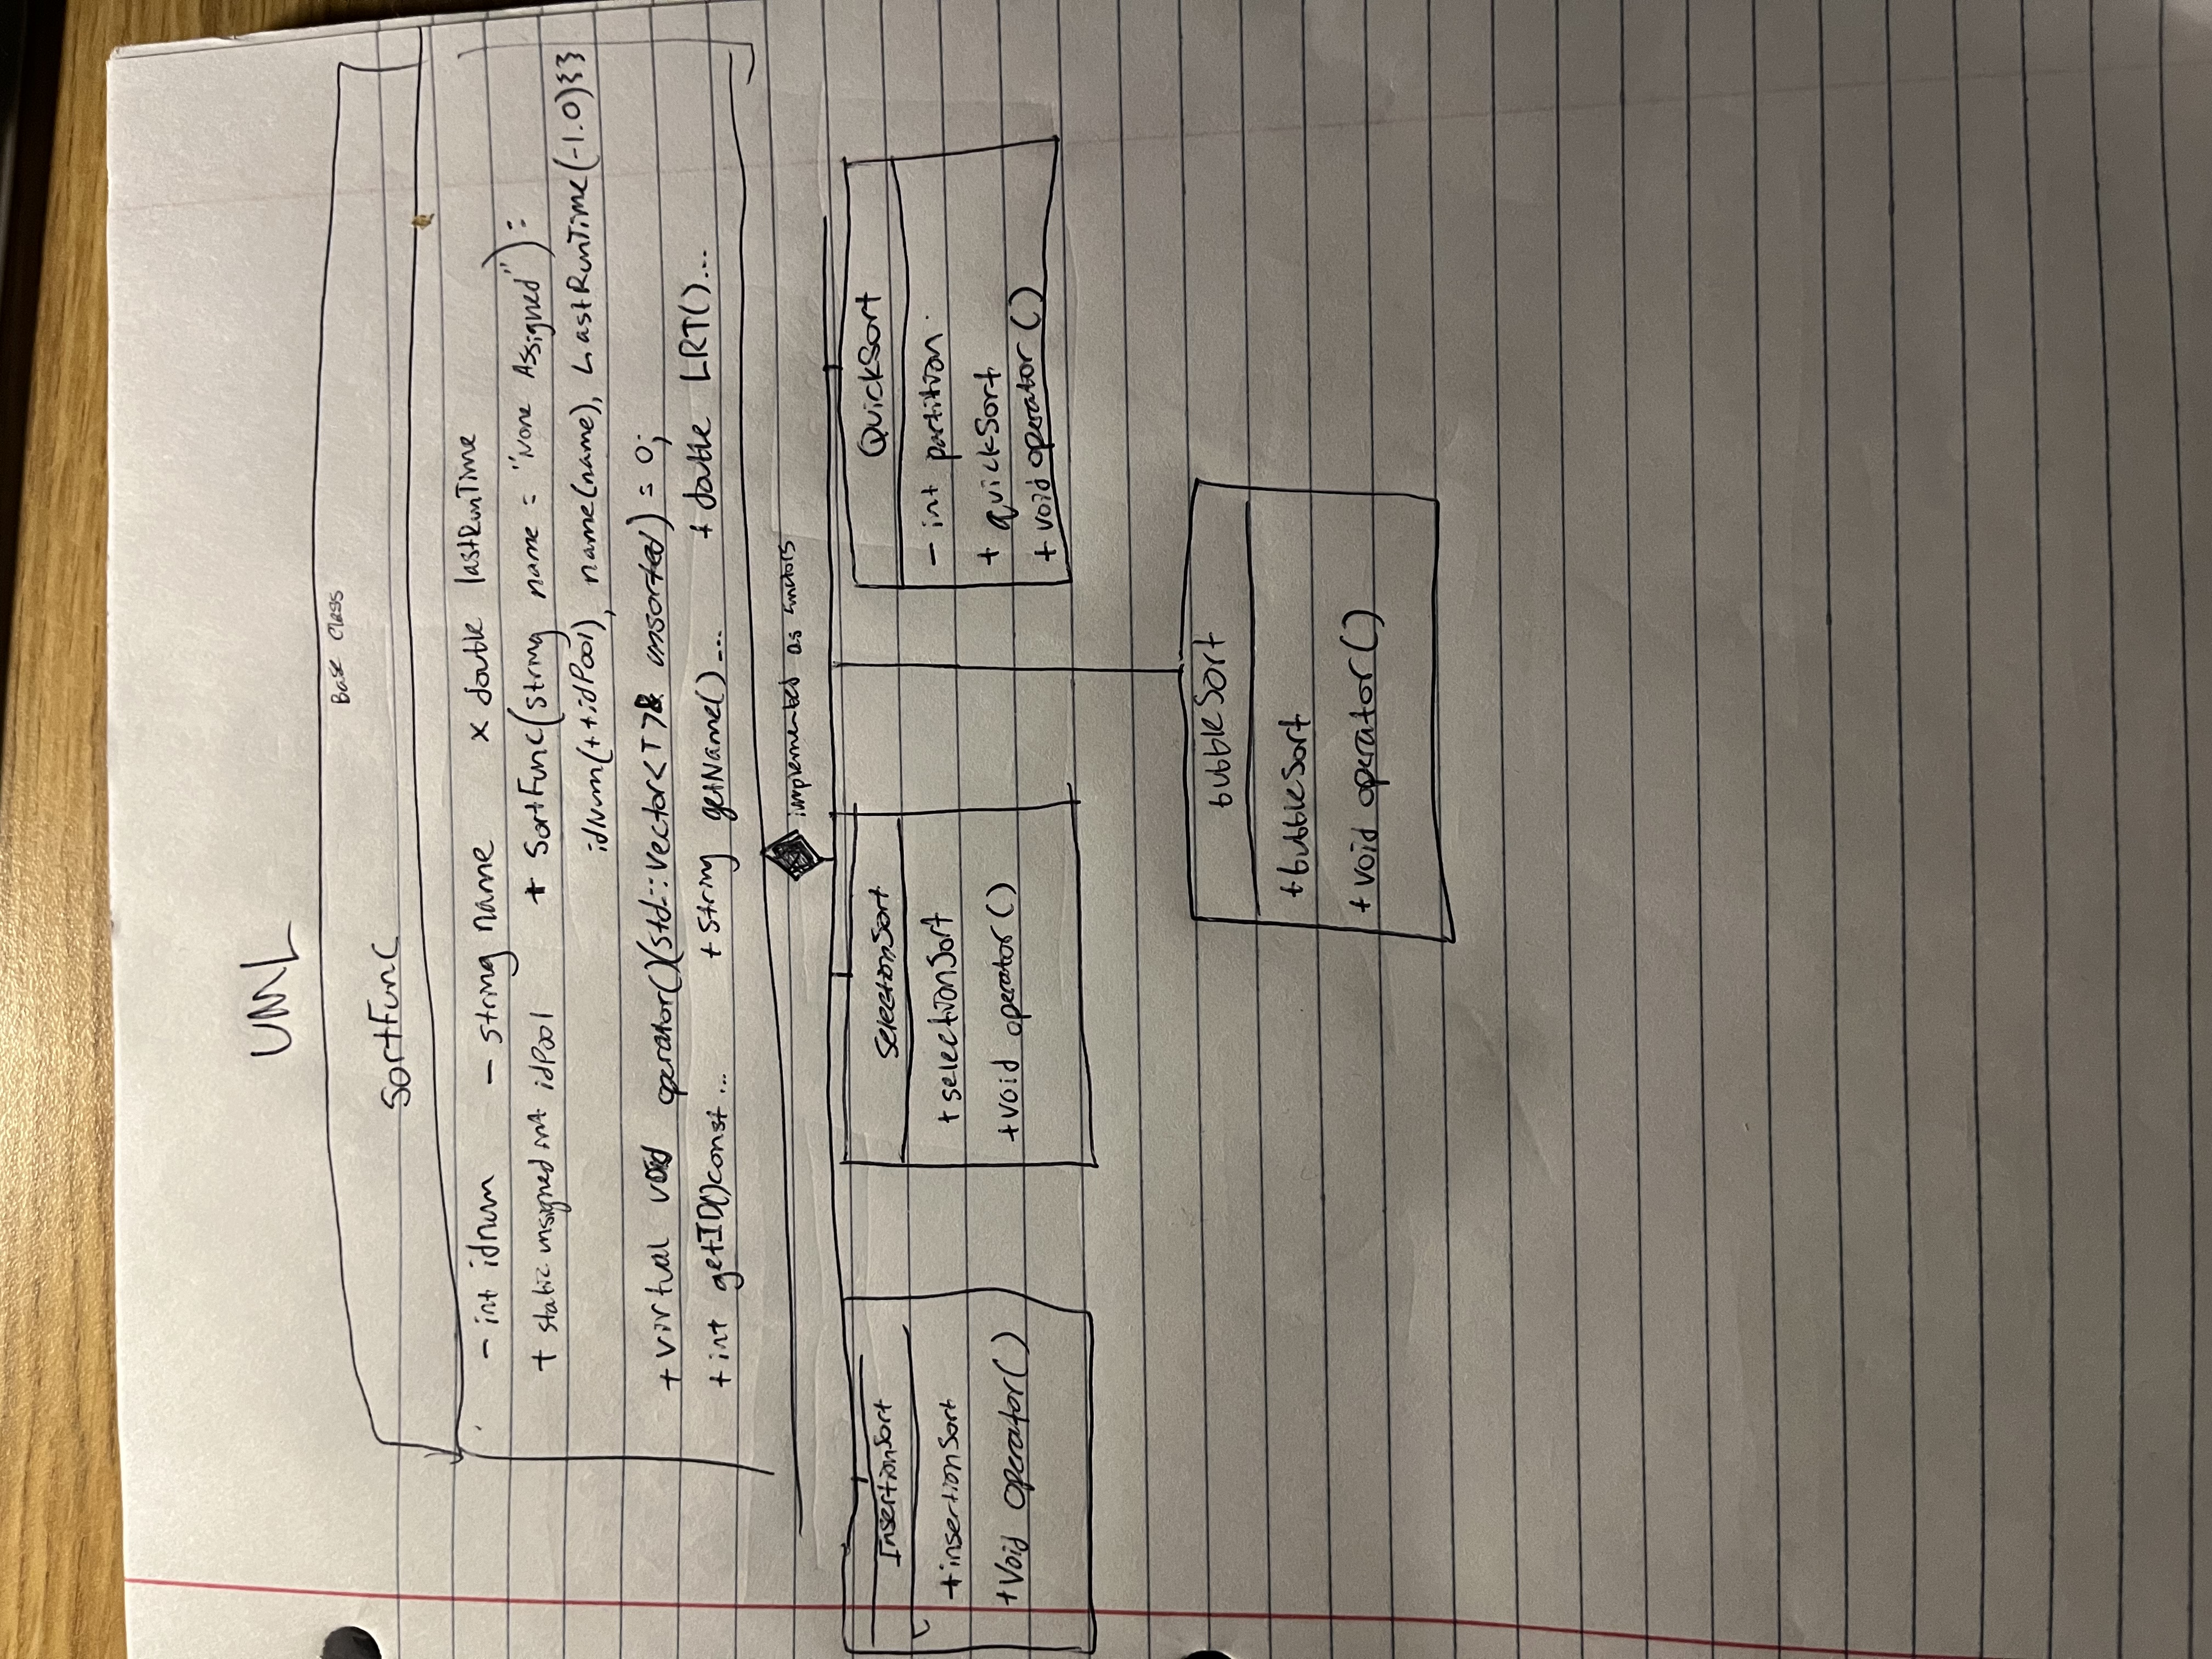 UML
Base Class
SortFunc
- int idnum - string name x double lastRunTime
+ static unsigned int idPool + SortFunc(string name = "None Assigned"):
idNum(++idPool), name(name), LastRunTime(-1.0){}
+ virtual void operator()(std::Vector<T>& unsorted) = 0;
+ int getID()const... + string getName()... + double LRT()...
implemented as
InsertionSort SelectionSort QuickSort
+insertionSort +selectionSort - int partition
+ quickSort
+Void operator() +void operator() + void operator()
bubbleSort
+bubbleSort
+ void operator()